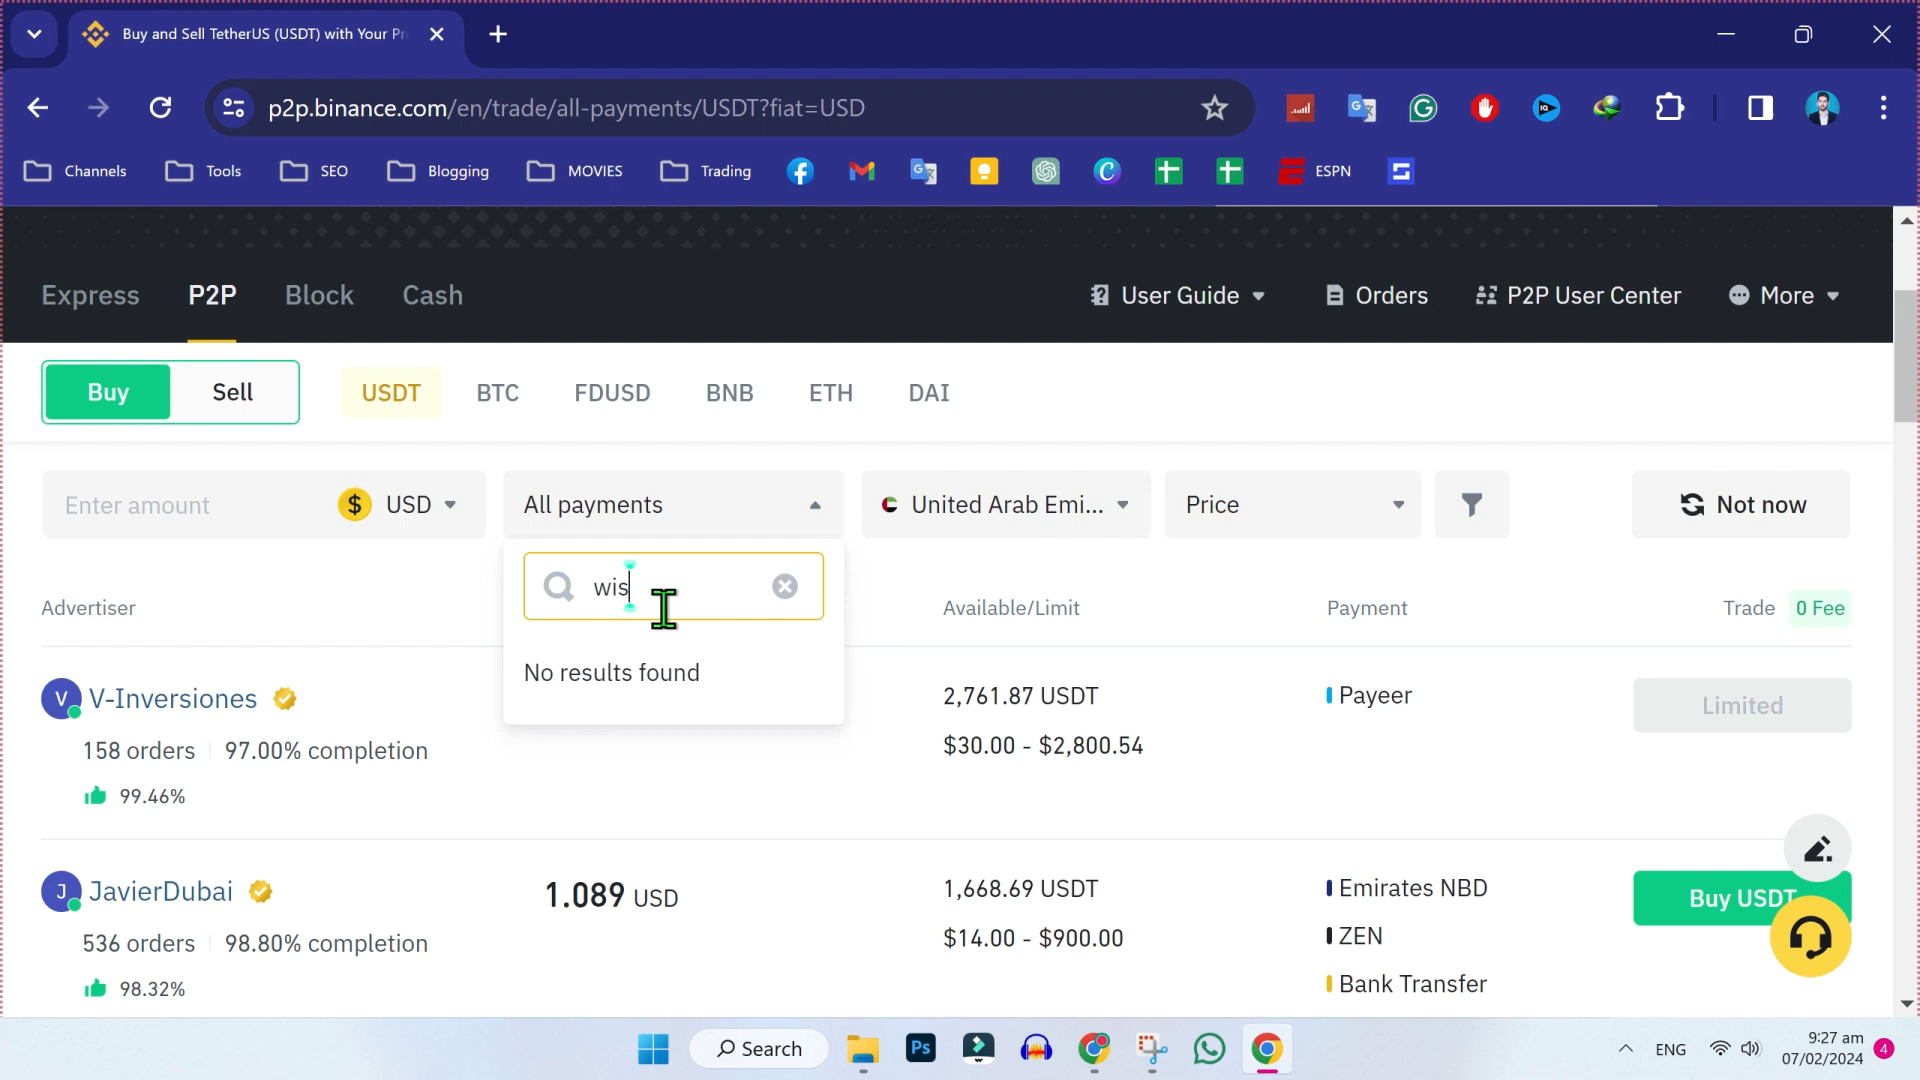 Buy and Sell TetherUS (USDT) with Your Pr
p2p.binance.com/en/trade/all-payments/USDT?fiat=USD
Channels Tools SEO Blogging MOVIES Trading ESPN
Express P2P Block Cash User Guide Orders P2P User Center More
Buy Sell USDT BTC FDUSD BNB ETH DAI
Enter amount $ USD All payments United Arab Emi... Price Not now
wis
Advertiser Available/Limit Payment Trade 0 Fee
No results found
V V-Inversiones 2,761.87 USDT Payeer Limited
158 orders 97.00% completion $30.00 - $2,800.54
99.46%
J JavierDubai 1.089 USD 1,668.69 USDT Emirates NBD Buy USDT
536 orders 98.80% completion $14.00 - $900.00 ZEN
98.32% Bank Transfer
Search Ps ENG 9:27 am 4
07/02/2024